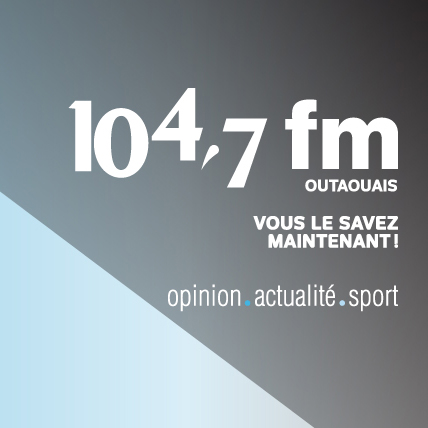 104,7 fm
OUTAOUAIS
VOUS LE SAVEZ
MAINTENANT!
opinion.actualité.sport